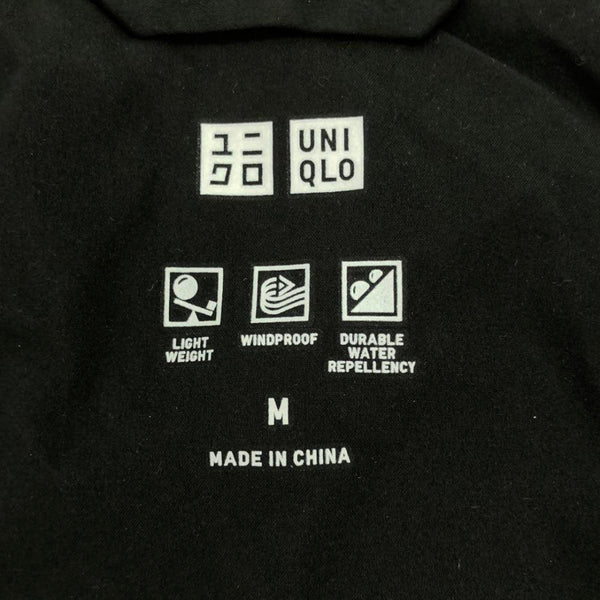 ユニ
クロ
UNI
QLO
LIGHT
WEIGHT
WINDPROOF
DURABLE
WATER
REPELLENCY
M
MADE IN CHINA